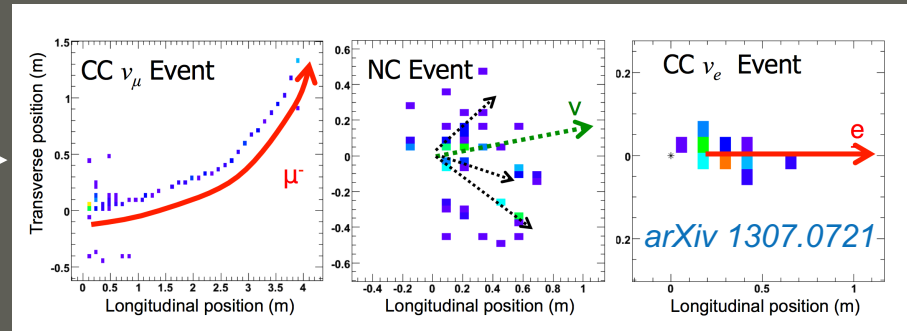 CC νμ Event
Transverse position (m)
1.5
1.0
0.5
0
-0.5
0 0.5 1 1.5 2 2.5 3 3.5 4
Longitudinal position (m)
μ-
NC Event
0.6
0.4
0.2
0
-0.2
-0.4
-0.6
-0.4 -0.2 0 0.2 0.4 0.6 0.8 1
Longitudinal position (m)
ν
CC νe Event
0.2
0
0.2
0 0.5 1
Longitudinal position (m)
e
arXiv 1307.0721